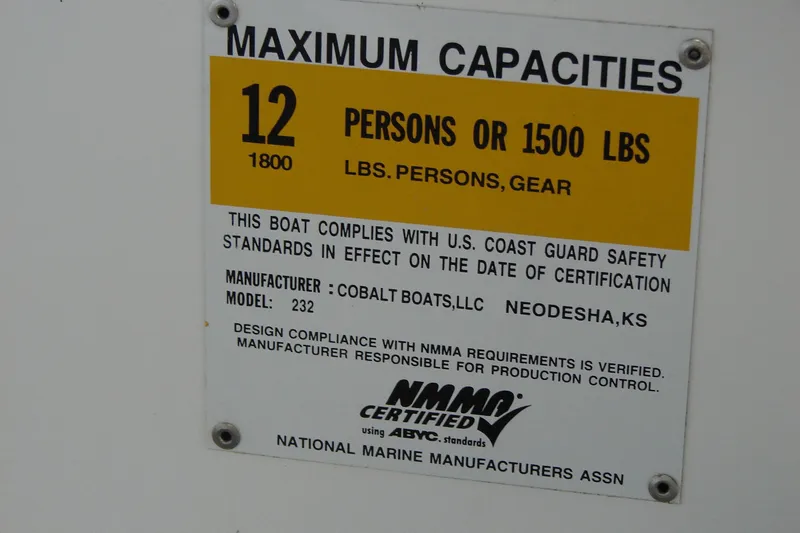 MAXIMUM CAPACITIES
12 PERSONS OR 1500 LBS
1800 LBS. PERSONS, GEAR
THIS BOAT COMPLIES WITH U.S. COAST GUARD SAFETY
STANDARDS IN EFFECT ON THE DATE OF CERTIFICATION
MANUFACTURER : COBALT BOATS,LLC NEODESHA,KS
MODEL: 232
DESIGN COMPLIANCE WITH NMMA REQUIREMENTS IS VERIFIED.
MANUFACTURER RESPONSIBLE FOR PRODUCTION CONTROL.
NMMA®
CERTIFIED
using ABYC. standards
NATIONAL MARINE MANUFACTURERS ASSN